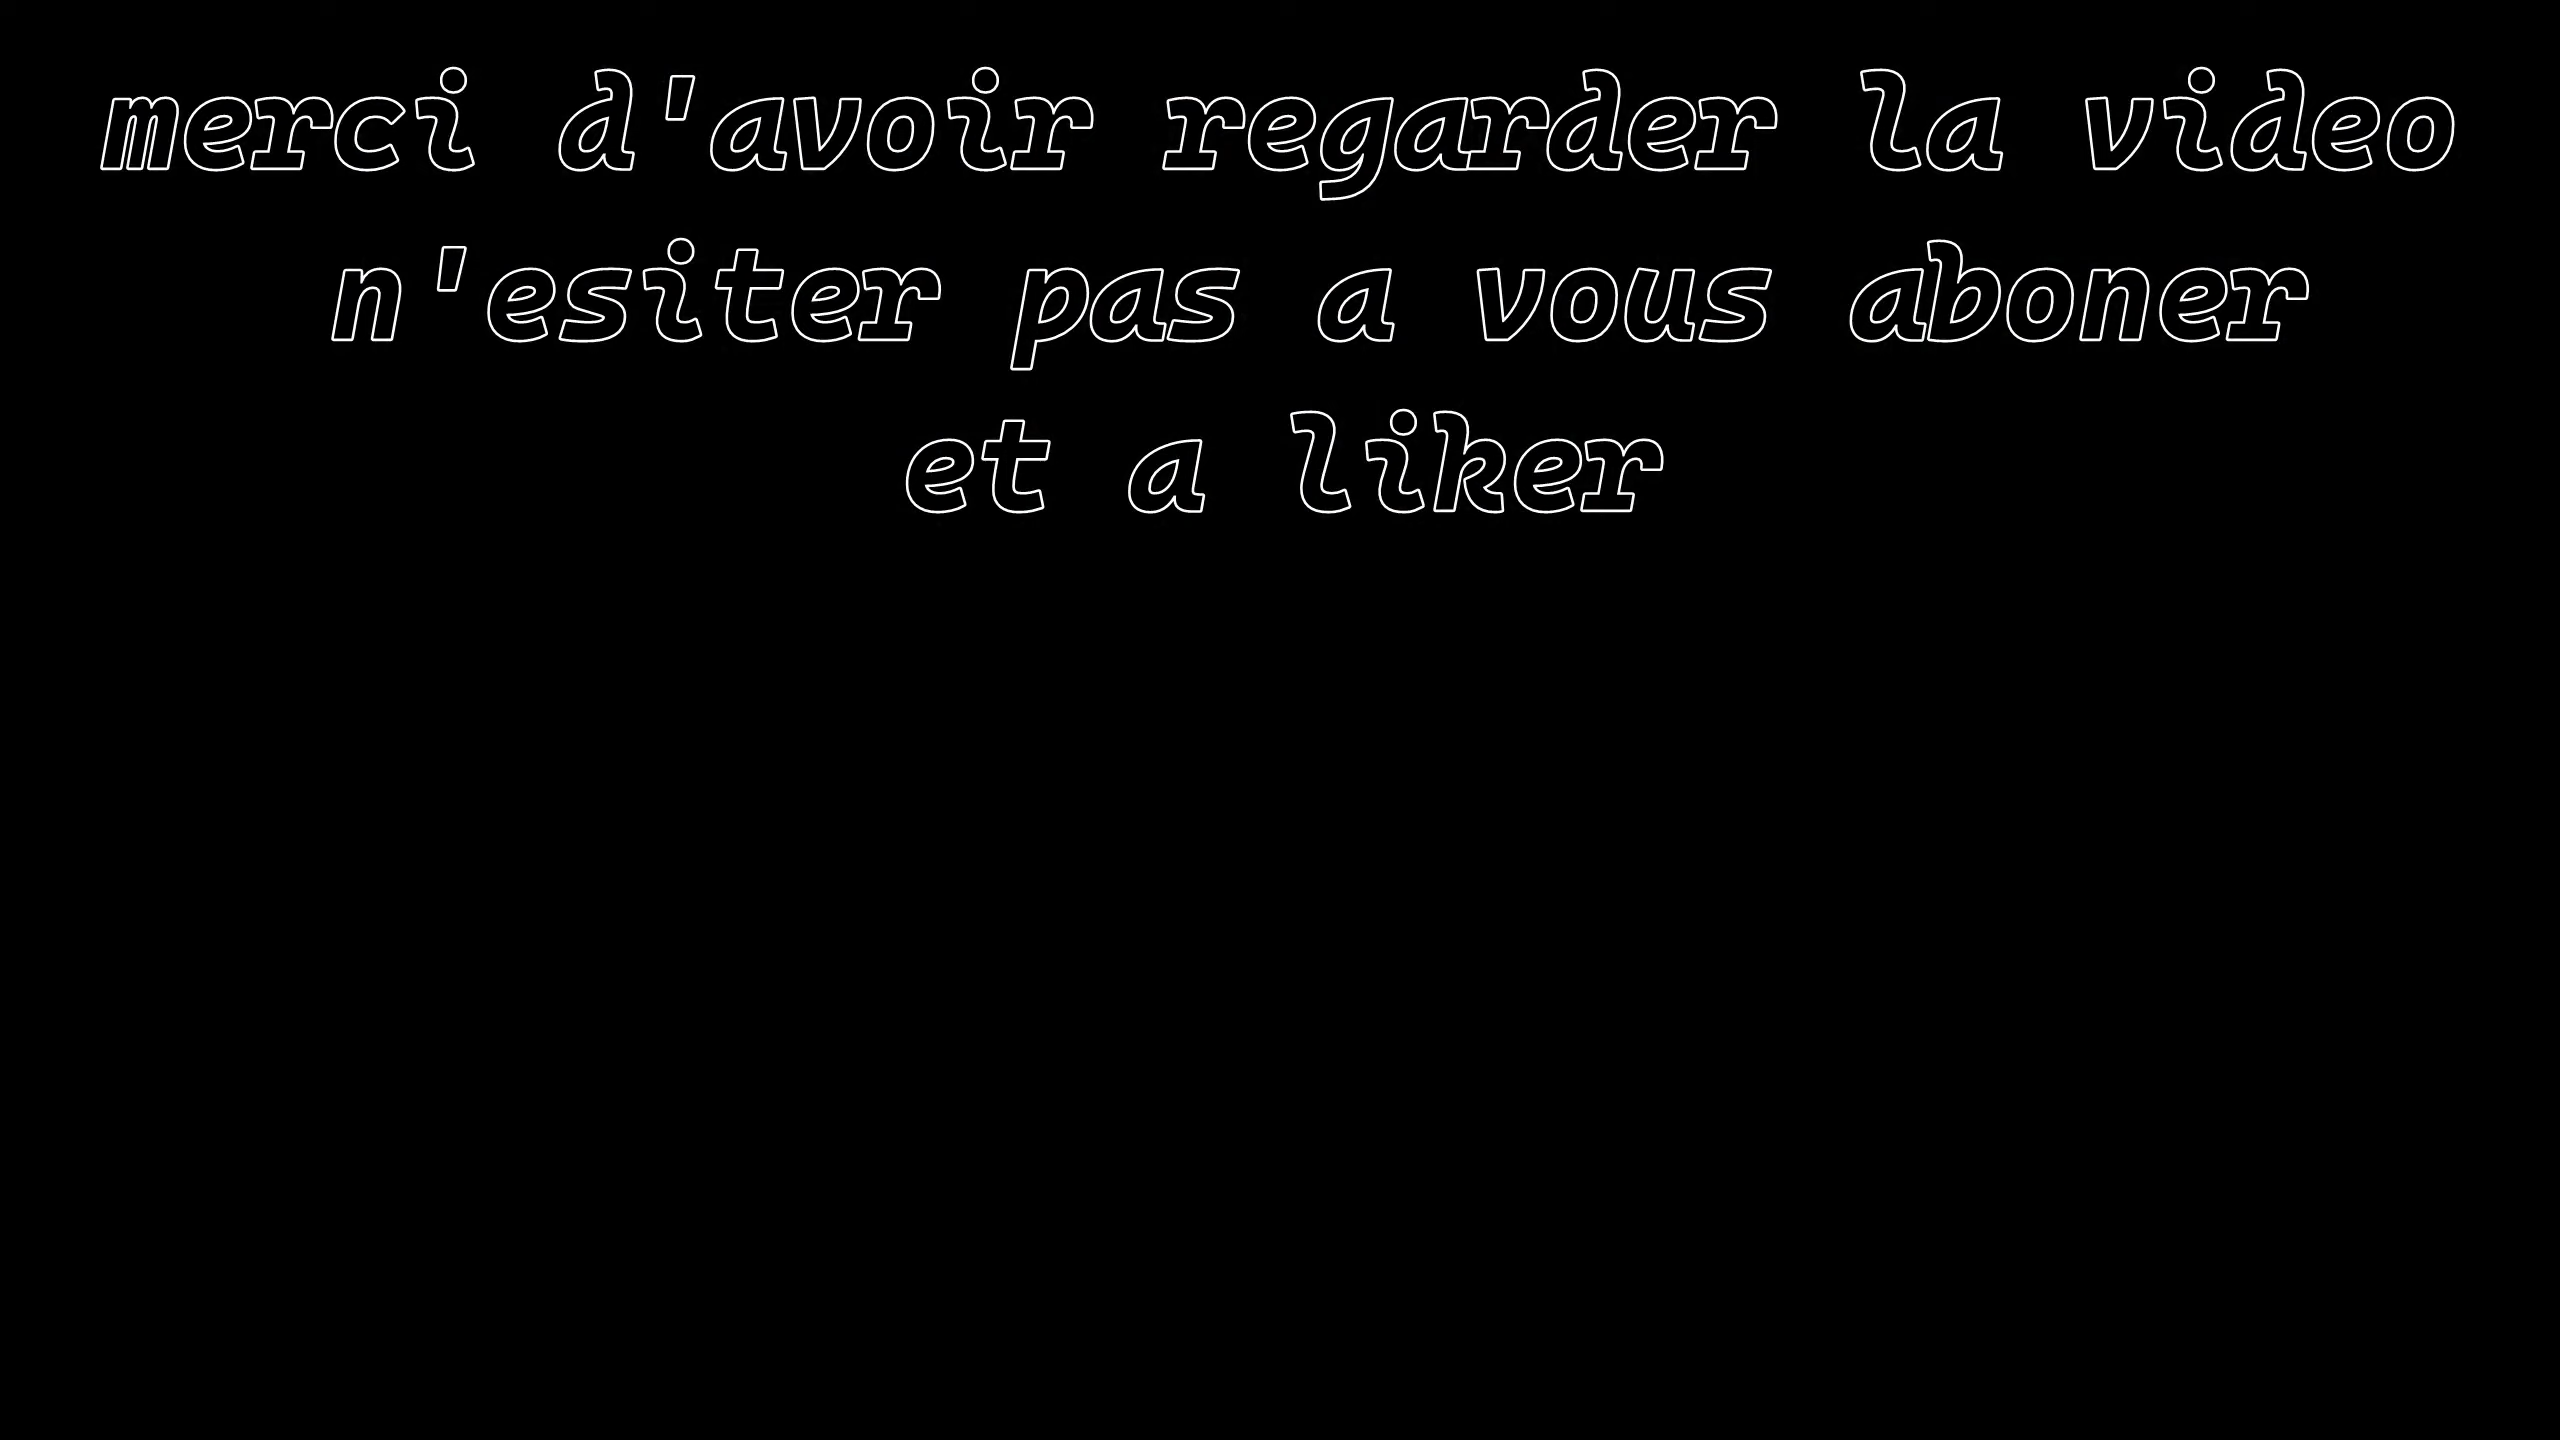 merci d'avoir regarder la video
n'esiter pas a vous aboner
et a liker